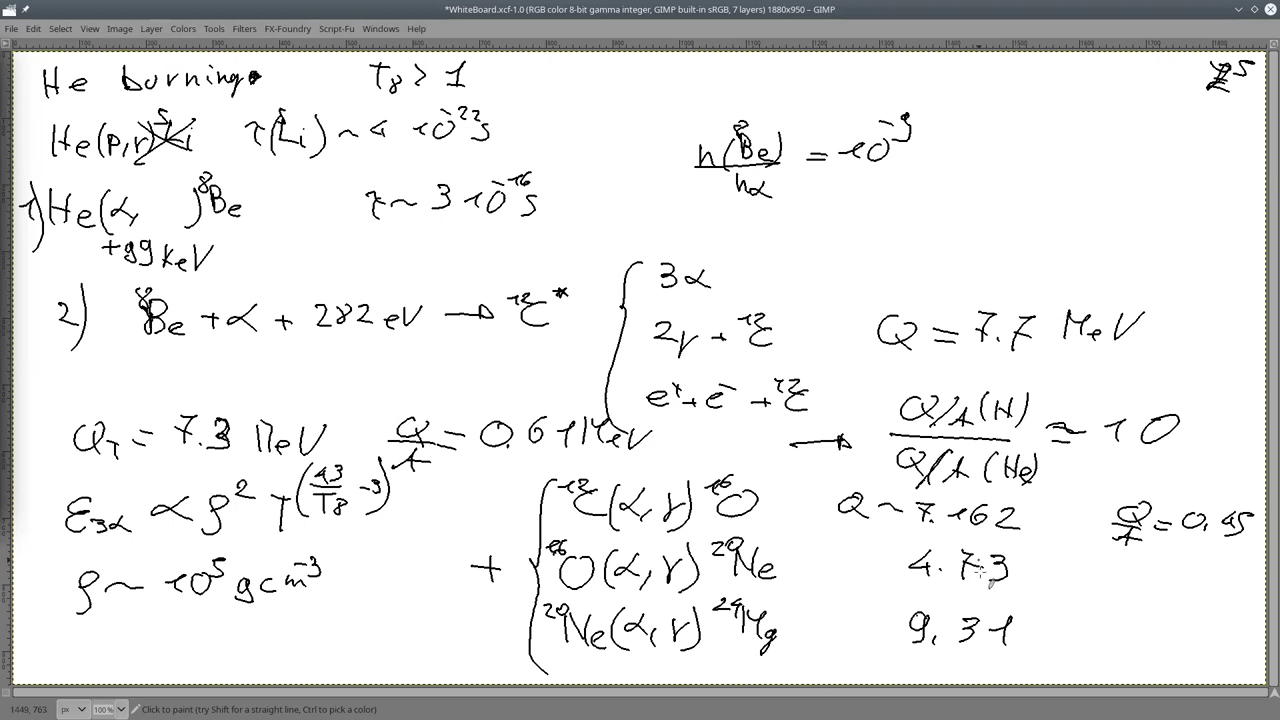 *WhiteBoard.xcf-1.0 (RGB color 8-bit gamma integer, GIMP built-in sRGB, 7 layers) 1880x950 – GIMP
File Edit Select View Image Layer Colors Tools Filters FX-Foundry Script-Fu Windows Help
He burning T₈ > 1
He(p,γ)⁵Li τ(⁵Li) ~ 4 10⁻²²s
n(⁸Be)/nα = 10⁻⁹
1) He(α, )⁸Be τ ~ 3 10⁻¹⁶s
+99 keV
2) ⁸Be + α + 282 eV → ¹²C*
3α
2γ + ¹²C
e⁺ + e⁻ + ¹²C
Q = 7.7 MeV
Q_T = 7.3 MeV Q/A = 0.61 MeV → Q/A(H) / Q/A(He) ≈ 10
ε₃α ∝ ρ² T^(43/T₈ -3)
ρ ~ 10⁵ g cm⁻³
+
¹²C(α,γ)¹⁶O Q ~ 7.162 Q/A = 0.45
¹⁶O(α,γ)²⁰Ne 4.73
²⁰Ne(α,γ)²⁴Mg 9.31
1449, 763 px 100% Click to paint (try Shift for a straight line, Ctrl to pick a color)